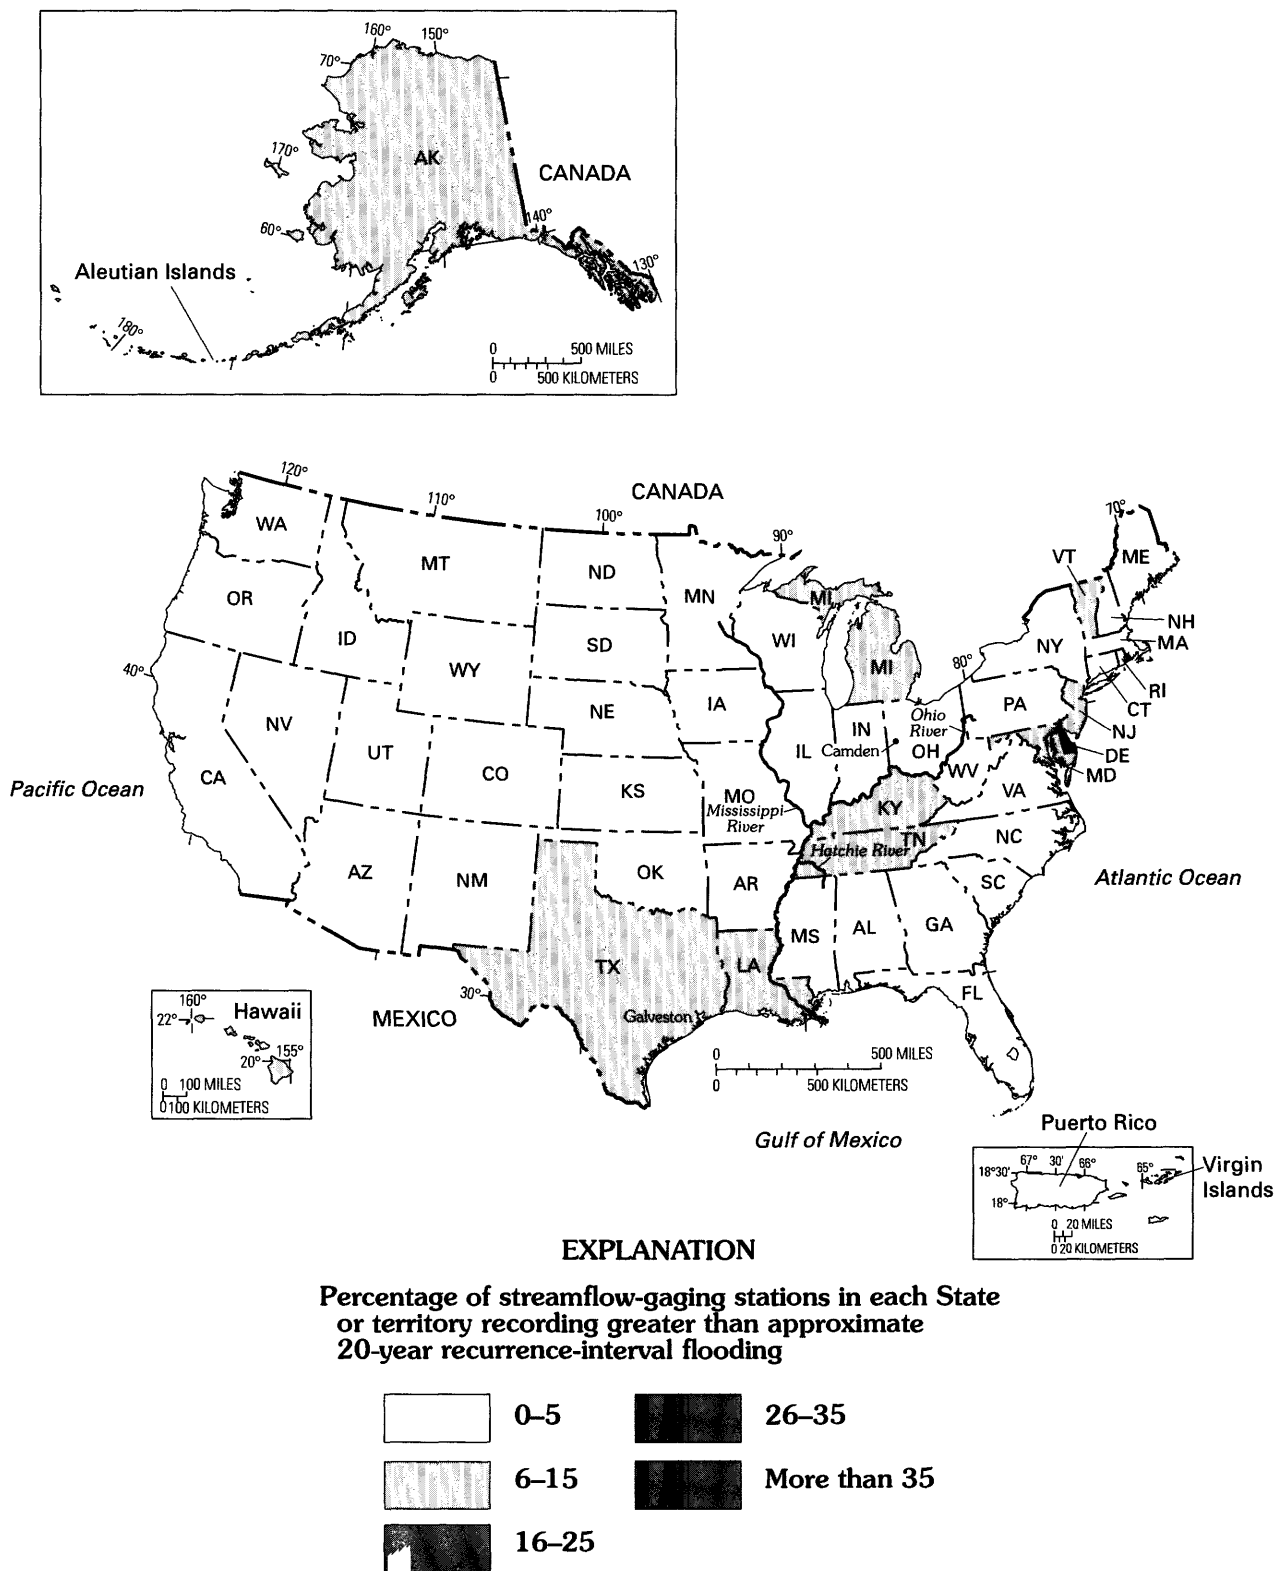 160°
150°
70°
170°
AK
CANADA
60°
140°
130°
Aleutian Islands
180°
0 500 MILES
0 500 KILOMETERS
120°
110°
CANADA
100°
90°
70°
WA
MT
ND
MN
VT
ME
OR
ID
SD
WI
MI
NY
NH
MA
40°
WY
MI
80°
NV
NE
IA
PA
RI
CT
NJ
UT
CO
IL
IN
Ohio
River
OH
Camden
DE
MD
Pacific Ocean
CA
KS
MO
WV
VA
Mississippi
River
KY
TN
Hatchie River
NC
AZ
NM
OK
AR
SC
Atlantic Ocean
MS
AL
GA
TX
LA
FL
30°
MEXICO
Galveston
160°
Hawaii
22°
20°
155°
0 100 MILES
0 100 KILOMETERS
0 500 MILES
0 500 KILOMETERS
Gulf of Mexico
Puerto Rico
67° 30' 66° 65°
18°30'
18°
Virgin
Islands
0 20 MILES
0 20 KILOMETERS
EXPLANATION
Percentage of streamflow-gaging stations in each State
or territory recording greater than approximate
20-year recurrence-interval flooding
0–5
26–35
6–15
More than 35
16–25